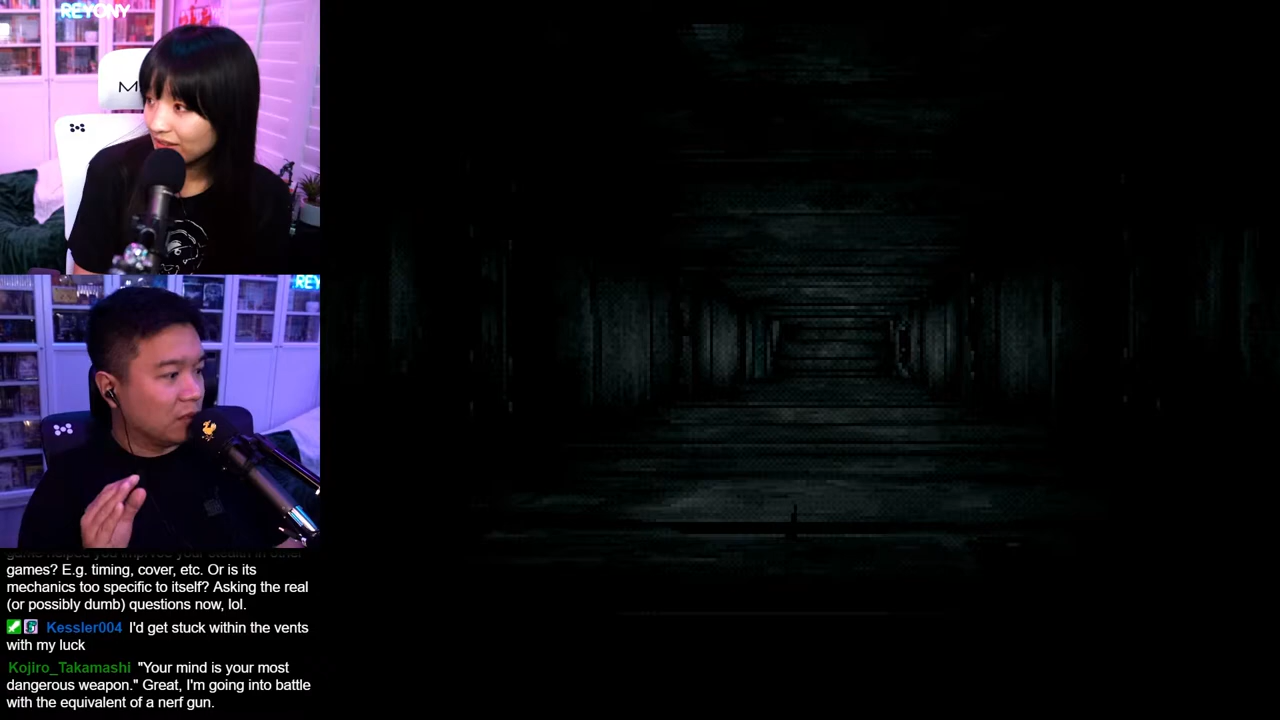 REYONY
M
REY
games? E.g. timing, cover, etc. Or is its
mechanics too specific to itself? Asking the real
(or possibly dumb) questions now, lol.
Kessler004 I'd get stuck within the vents
with my luck
Kojiro_Takamashi "Your mind is your most
dangerous weapon." Great, I'm going into battle
with the equivalent of a nerf gun.